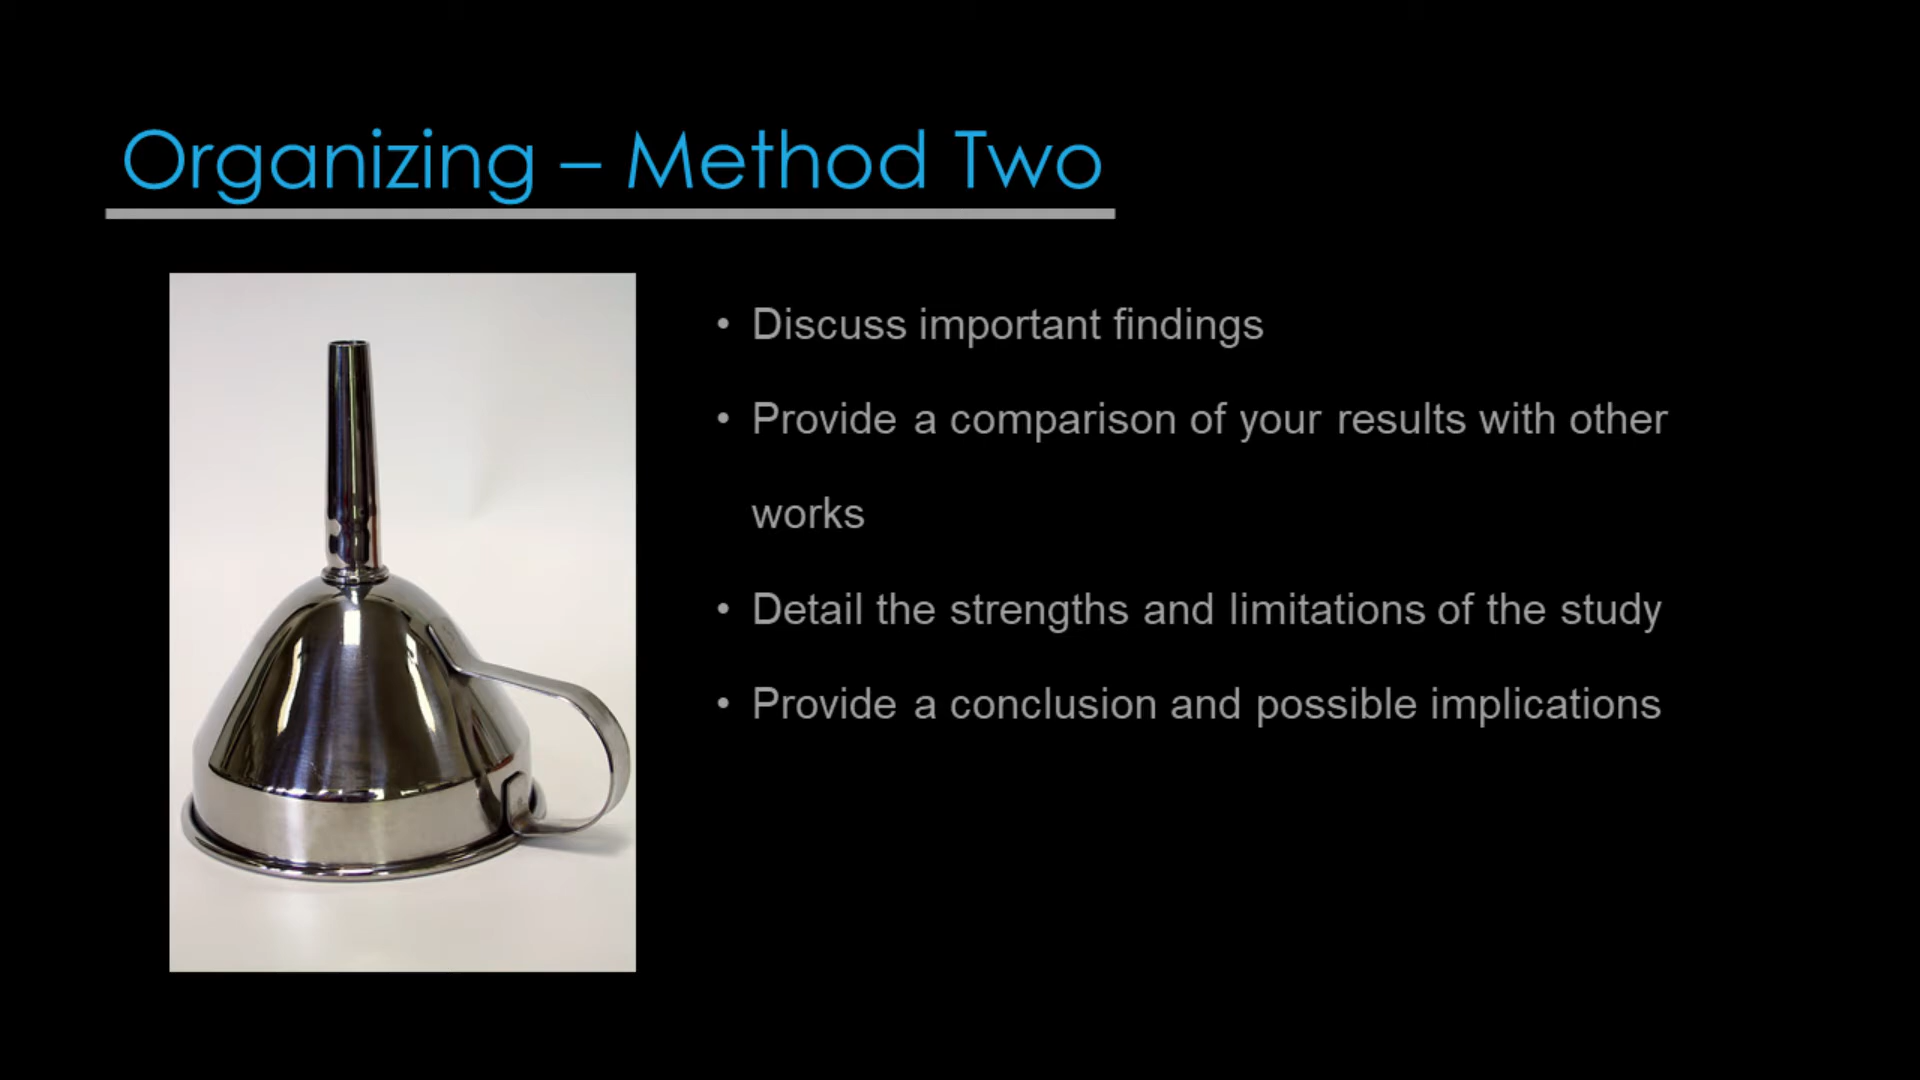 Organizing – Method Two
• Discuss important findings
• Provide a comparison of your results with other
works
• Detail the strengths and limitations of the study
• Provide a conclusion and possible implications